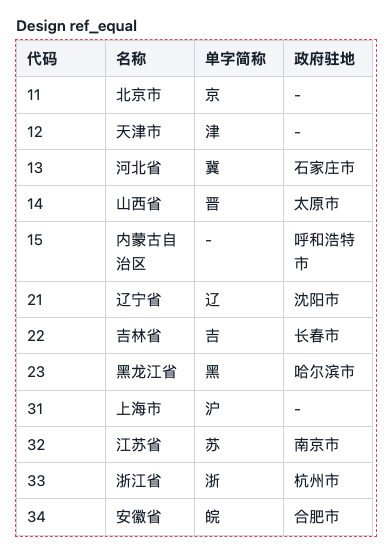 Design ref_equal
代码 名称 单字简称 政府驻地
11 北京市 京 -
12 天津市 津 -
13 河北省 冀 石家庄市
14 山西省 晋 太原市
15 内蒙古自 - 呼和浩特
治区 市
21 辽宁省 辽 沈阳市
22 吉林省 吉 长春市
23 黑龙江省 黑 哈尔滨市
31 上海市 沪 -
32 江苏省 苏 南京市
33 浙江省 浙 杭州市
34 安徽省 皖 合肥市